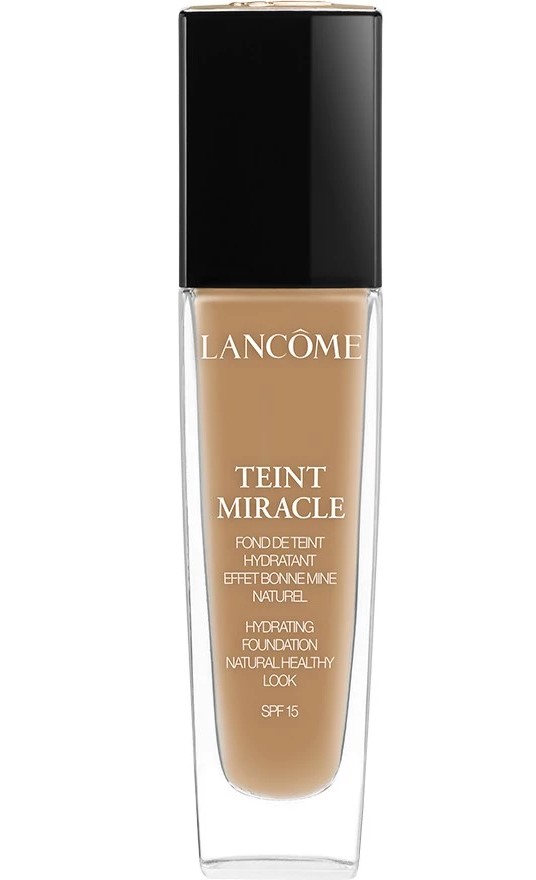 LANCÔME
TEINT
MIRACLE
FOND DE TEINT
HYDRATANT
EFFET BONNE MINE
NATUREL
HYDRATING
FOUNDATION
NATURAL HEALTHY
LOOK
SPF 15